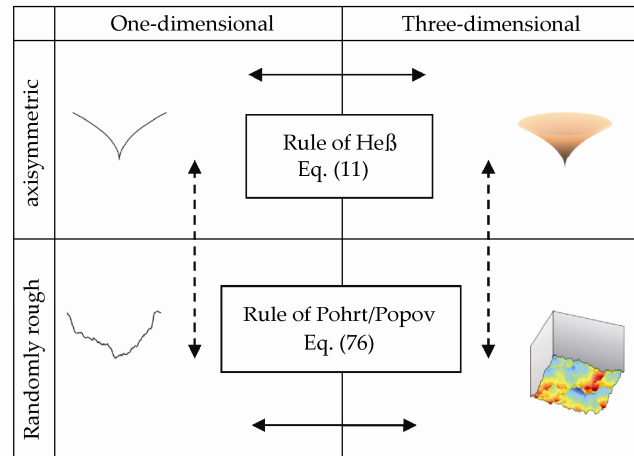 One-dimensional
Three-dimensional
axisymmetric
Rule of Heß
Eq. (11)
Randomly rough
Rule of Pohrt/Popov
Eq. (76)